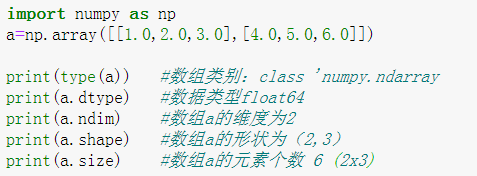 import numpy as np
a=np.array([[1.0,2.0,3.0],[4.0,5.0,6.0]])
print(type(a)) #数组类别：class 'numpy.ndarray
print(a.dtype) #数据类型float64
print(a.ndim) #数组a的维度为2
print(a.shape) #数组a的形状为（2,3）
print(a.size) #数组a的元素个数 6（2x3)